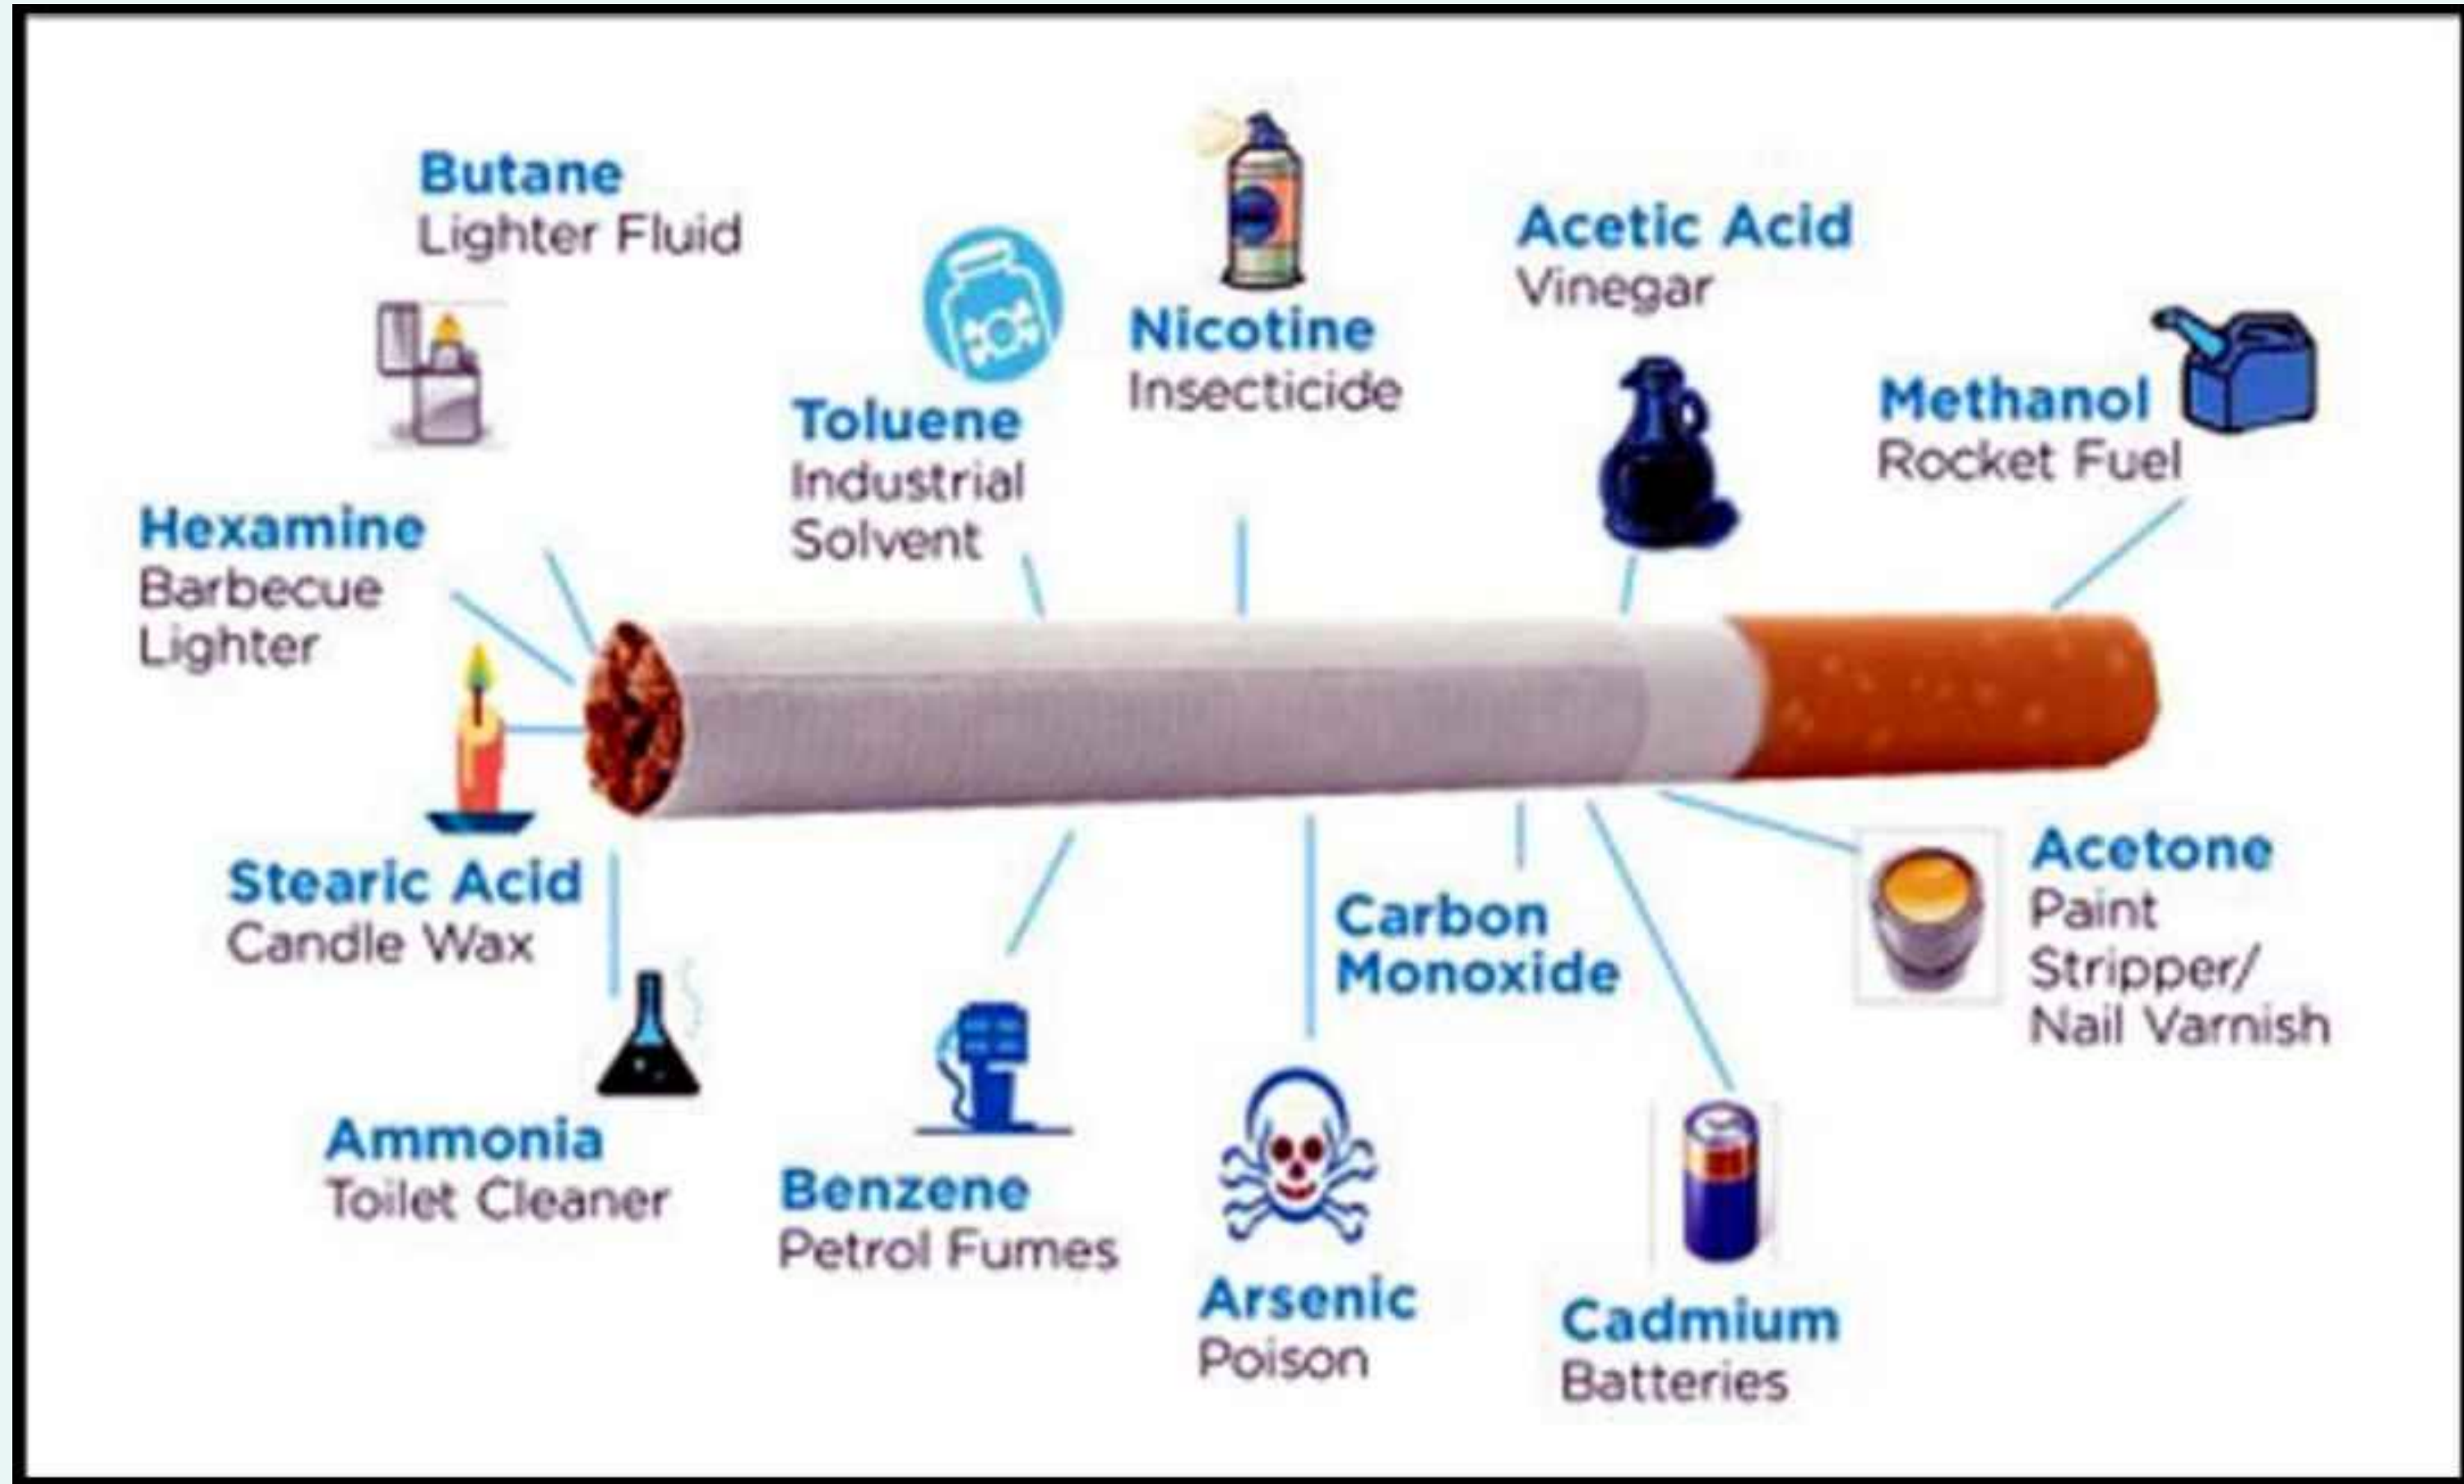 Butane
Lighter Fluid
Nicotine
Insecticide
Acetic Acid
Vinegar
Toluene
Industrial
Solvent
Methanol
Rocket Fuel
Hexamine
Barbecue
Lighter
Stearic Acid
Candle Wax
Carbon
Monoxide
Acetone
Paint
Stripper/
Nail Varnish
Ammonia
Toilet Cleaner
Benzene
Petrol Fumes
Arsenic
Poison
Cadmium
Batteries